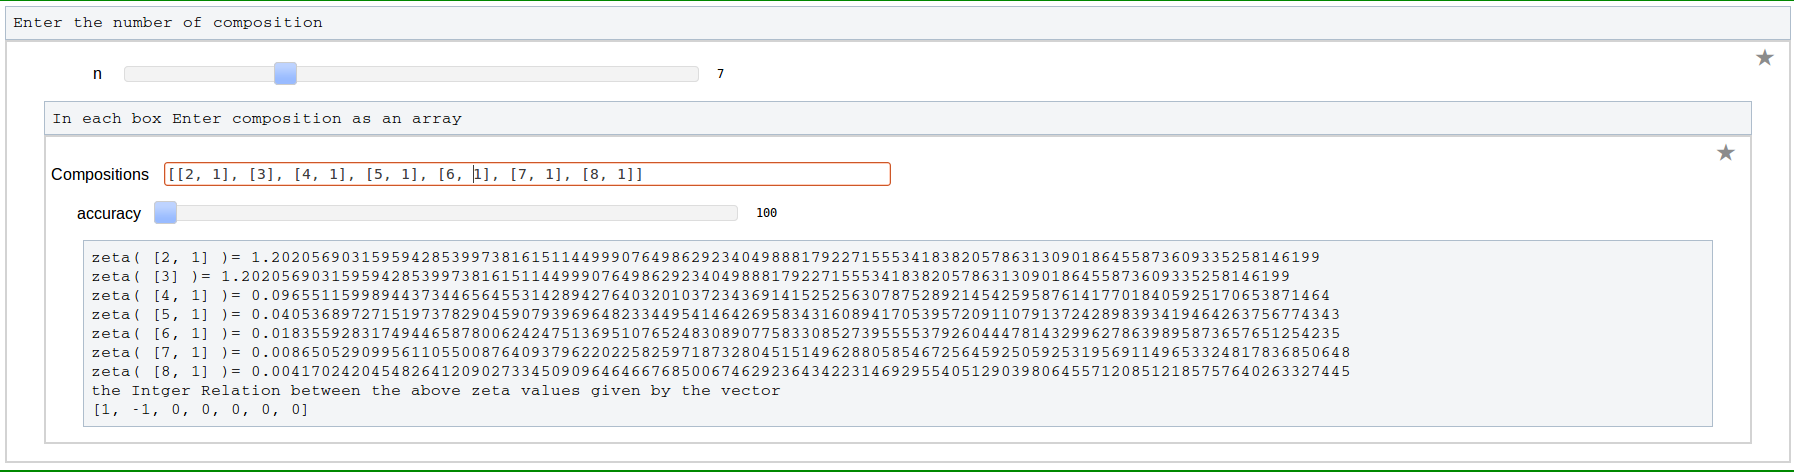 Enter the number of composition
n 7
In each box Enter composition as an array
Compositions [[2, 1], [3], [4, 1], [5, 1], [6, 1], [7, 1], [8, 1]]
accuracy 100
zeta( [2, 1] )= 1.202056903159594285399738161511449990764986292340498881792271555341838205786313090186455873609335258146199
zeta( [3] )= 1.202056903159594285399738161511449990764986292340498881792271555341838205786313090186455873609335258146199
zeta( [4, 1] )= 0.0965511599894437344656455314289427640320103723436914152525630787528921454259587614177018405925170653871464
zeta( [5, 1] )= 0.0405368972715197378290459079396964823344954146426958343160894170539572091107913724289839341946426375​6774343
zeta( [6, 1] )= 0.0183559283174944658780062424751369510765248308907758330852739555537926044478143299627863989587365765​1254235
zeta( [7, 1] )= 0.008650529099561105500876409379622022582597187328045151496288058546725645925059253195691149653324817836850648
zeta( [8, 1] )= 0.004170242045482641209027334509096464667685006746292364342231469295540512903980645571208512185757640263327445
the Intger Relation between the above zeta values given by the vector
[1, -1, 0, 0, 0, 0, 0]